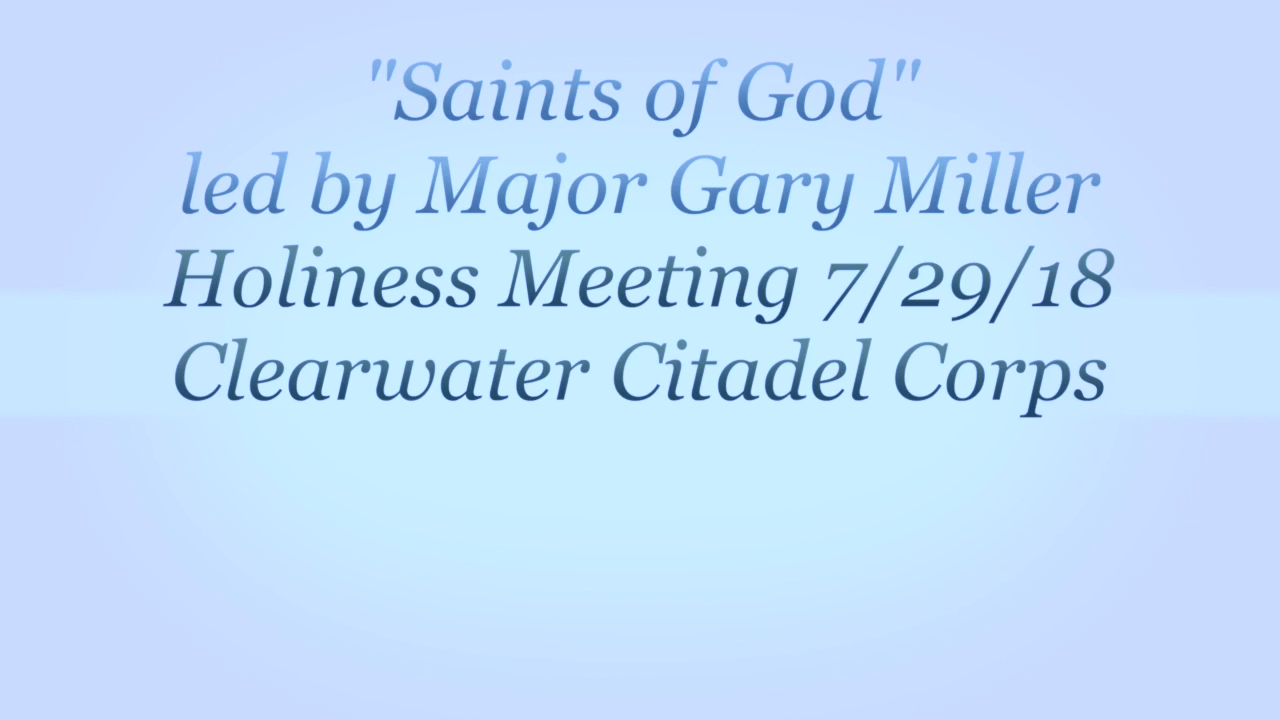 "Saints of God"
led by Major Gary Miller
Holiness Meeting 7/29/18
Clearwater Citadel Corps